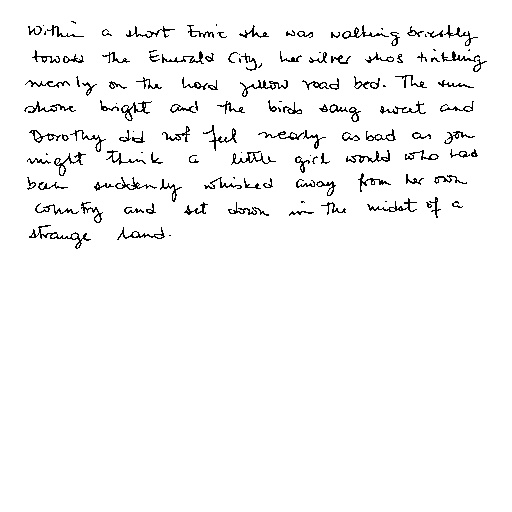 Within a short time she was walking briskly
toward the Emerald City, her silver shoes tinkling
merrily on the hard yellow road bed. The sun
shone bright and the birds sang sweet and
Dorothy did not feel nearly as bad as you
might think a little girl would who had
been suddenly whisked away from her own
country and set down in the midst of a
strange land.